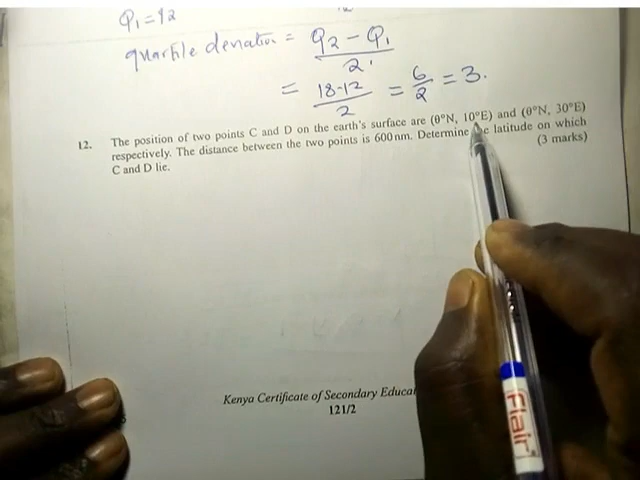 Q₁ = 12
quartile deviation = Q₂ - Q₁
2
= 18-12 = 6 = 3.
2 2
12. The position of two points C and D on the earth's surface are (θ°N, 10°E) and (θ°N, 30°E)
respectively. The distance between the two points is 600nm. Determine the latitude on which
C and D lie. (3 marks)
Kenya Certificate of Secondary Educa
121/2
Flair